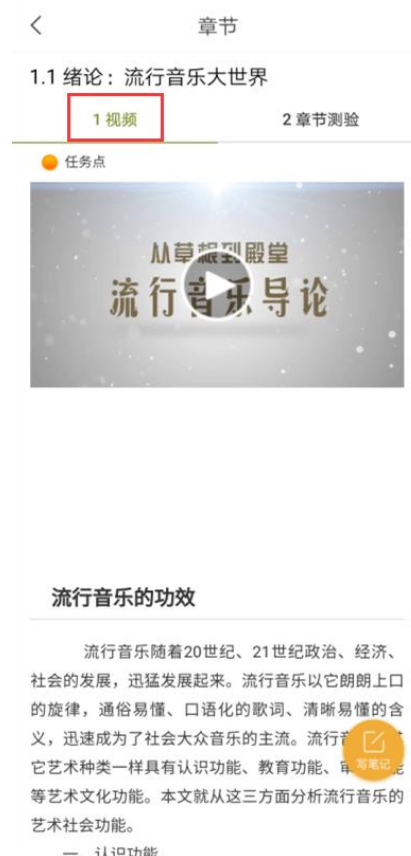 章节
1.1 绪论：流行音乐大世界
1 视频
2 章节测验
任务点
从草根到殿堂
流行音乐导论
流行音乐的功效
流行音乐随着20世纪、21世纪政治、经济、
社会的发展，迅猛发展起来。流行音乐以它朗朗上口
的旋律，通俗易懂、口语化的歌词、清晰易懂的含
义，迅速成为了社会大众音乐的主流。流行
写笔记
它艺术种类一样具有认识功能、教育功能、
等艺术文化功能。本文就从这三方面分析流行音乐的
艺术社会功能。
一、认识功能